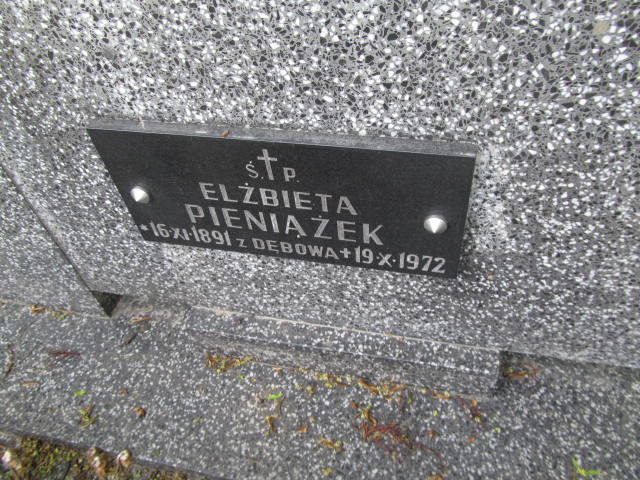 Ś.†P.
ELŻBIETA
PIENIĄŻEK
*16·XI·1891 Z DĘBOWA +19·X·1972